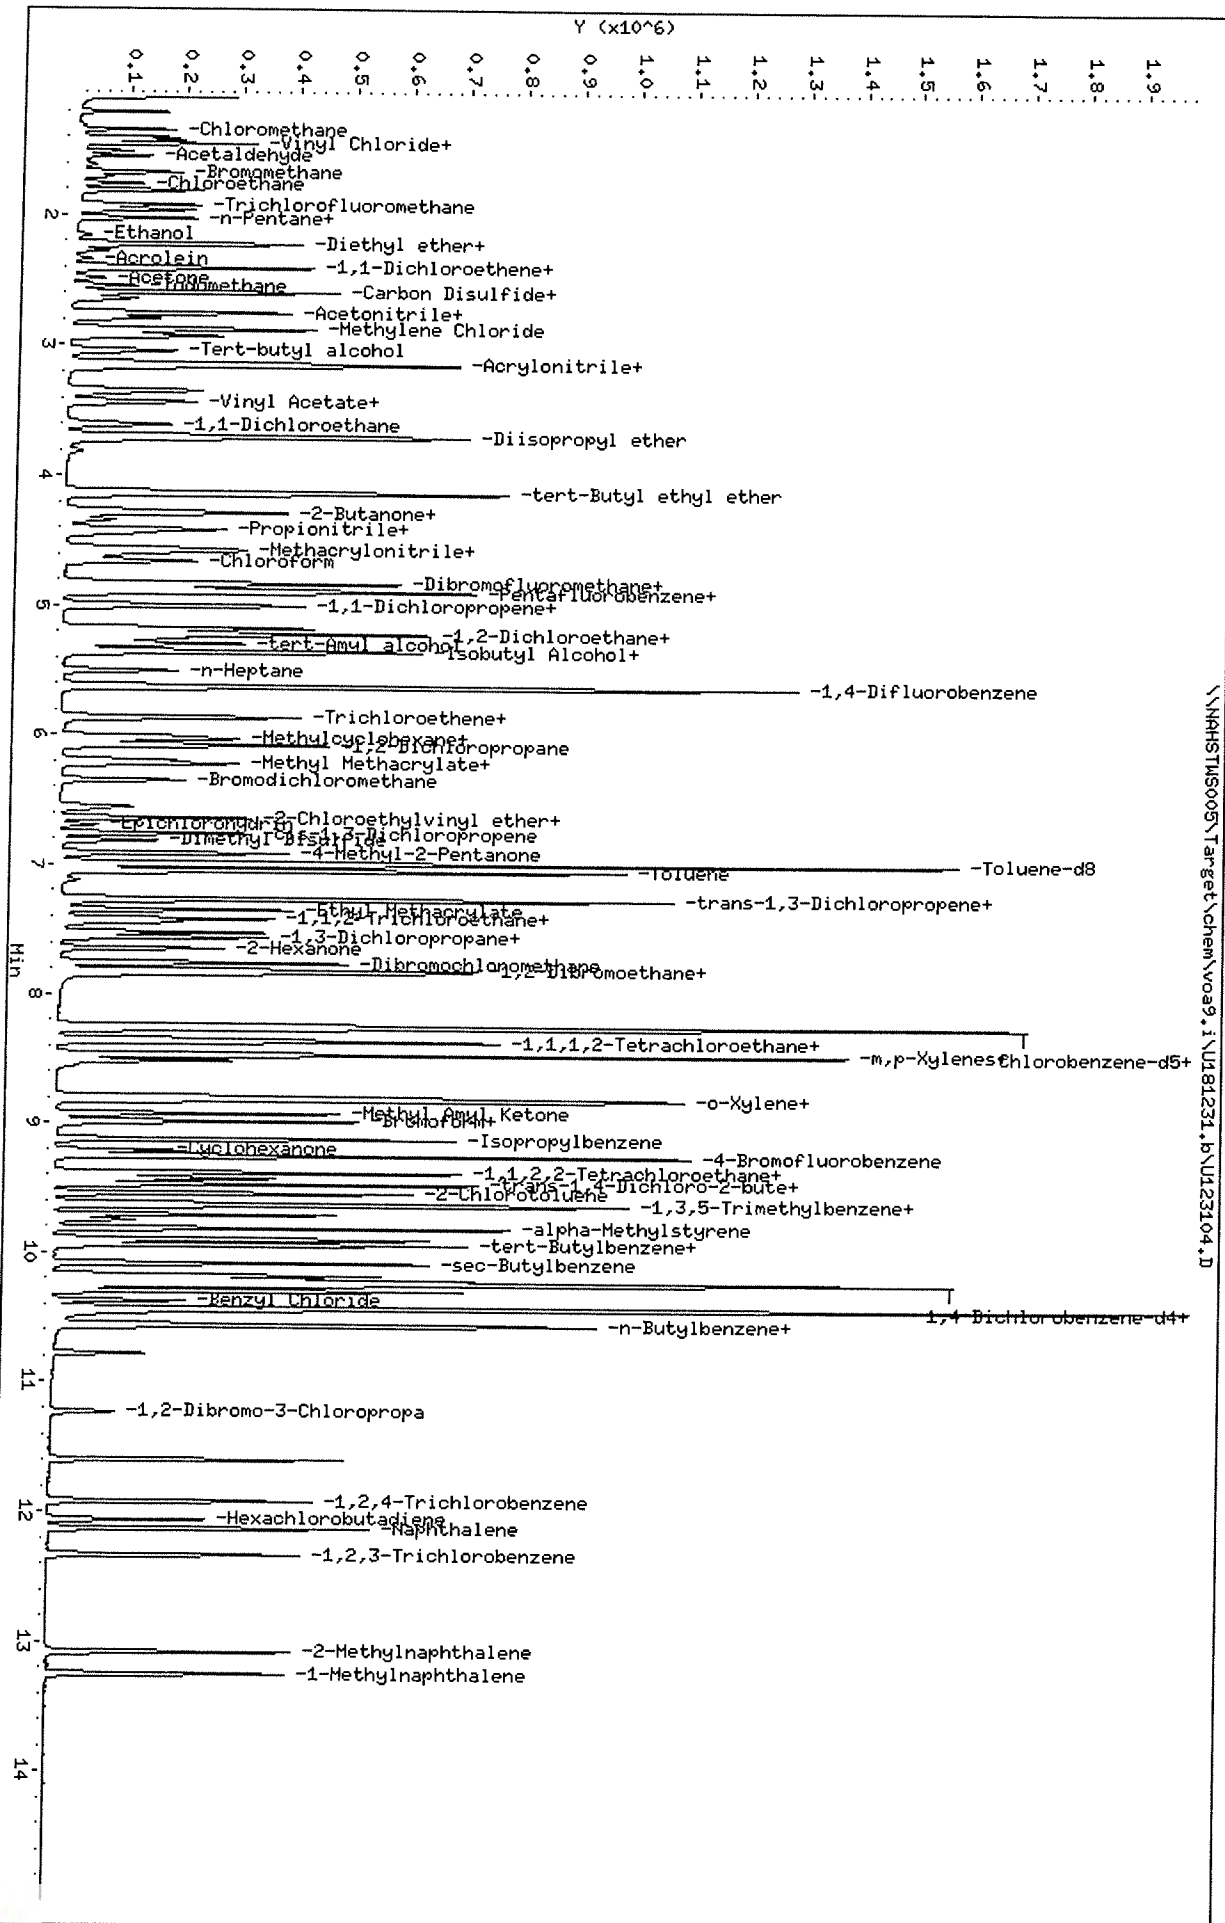 Y (x10^6)
0.1
0.2
0.3
0.4
0.5
0.6
0.7
0.8
0.9
1.0
1.1
1.2
1.3
1.4
1.5
1.6
1.7
1.8
1.9
-Chloromethane
-Vinyl Chloride+
-Acetaldehyde
-Bromomethane
-Chloroethane
-Trichlorofluoromethane
2
-n-Pentane+
-Ethanol
-Diethyl ether+
-Acrolein
-1,1-Dichloroethene+
-Acetone
-Iodomethane
-Carbon Disulfide+
-Acetonitrile+
-Methylene Chloride
3
-Tert-butyl alcohol
-Acrylonitrile+
-Vinyl Acetate+
-1,1-Dichloroethane
-Diisopropyl ether
4
-tert-Butyl ethyl ether
-2-Butanone+
-Propionitrile+
-Methacrylonitrile+
-Chloroform
-Dibromofluoromethane+
-Pentafluorobenzene+
5
-1,1-Dichloropropene+
-1,2-Dichloroethane+
-tert-Amyl alcohol
-Isobutyl Alcohol+
-n-Heptane
-1,4-Difluorobenzene
-Trichloroethene+
6
-Methylcyclohexane+
-1,2-Dichloropropane
-Methyl Methacrylate+
-Bromodichloromethane
-2-Chloroethylvinyl ether+
-Epichlorohydrin
-cis-1,3-Dichloropropene
-Dimethyl Disulfide
-4-Methyl-2-Pentanone
7
-Toluene-d8
-Toluene
-trans-1,3-Dichloropropene+
-Ethyl Methacrylate
-1,1,2-Trichloroethane+
-1,3-Dichloropropane+
-2-Hexanone
-Dibromochloromethane
-1,2-Dibromoethane+
Min
8
-1,1,1,2-Tetrachloroethane+
-m,p-Xylenes
Chlorobenzene-d5+
-o-Xylene+
-Methyl Amyl Ketone
-Bromoform+
9
-Isopropylbenzene
-Cyclohexanone
-4-Bromofluorobenzene
-1,1,2,2-Tetrachloroethane+
-trans-1,4-Dichloro-2-bute+
-2-Chlorotoluene
-1,3,5-Trimethylbenzene+
-alpha-Methylstyrene
-tert-Butylbenzene+
10
-sec-Butylbenzene
-Benzyl Chloride
1,4-Dichlorobenzene-d4+
-n-Butylbenzene+
11
-1,2-Dibromo-3-Chloropropa
-1,2,4-Trichlorobenzene
12
-Hexachlorobutadiene
-Naphthalene
-1,2,3-Trichlorobenzene
13
-2-Methylnaphthalene
-1-Methylnaphthalene
14
\\NAHSTWS005\Target\chem\voa9.i\U181231.b\U123104.D